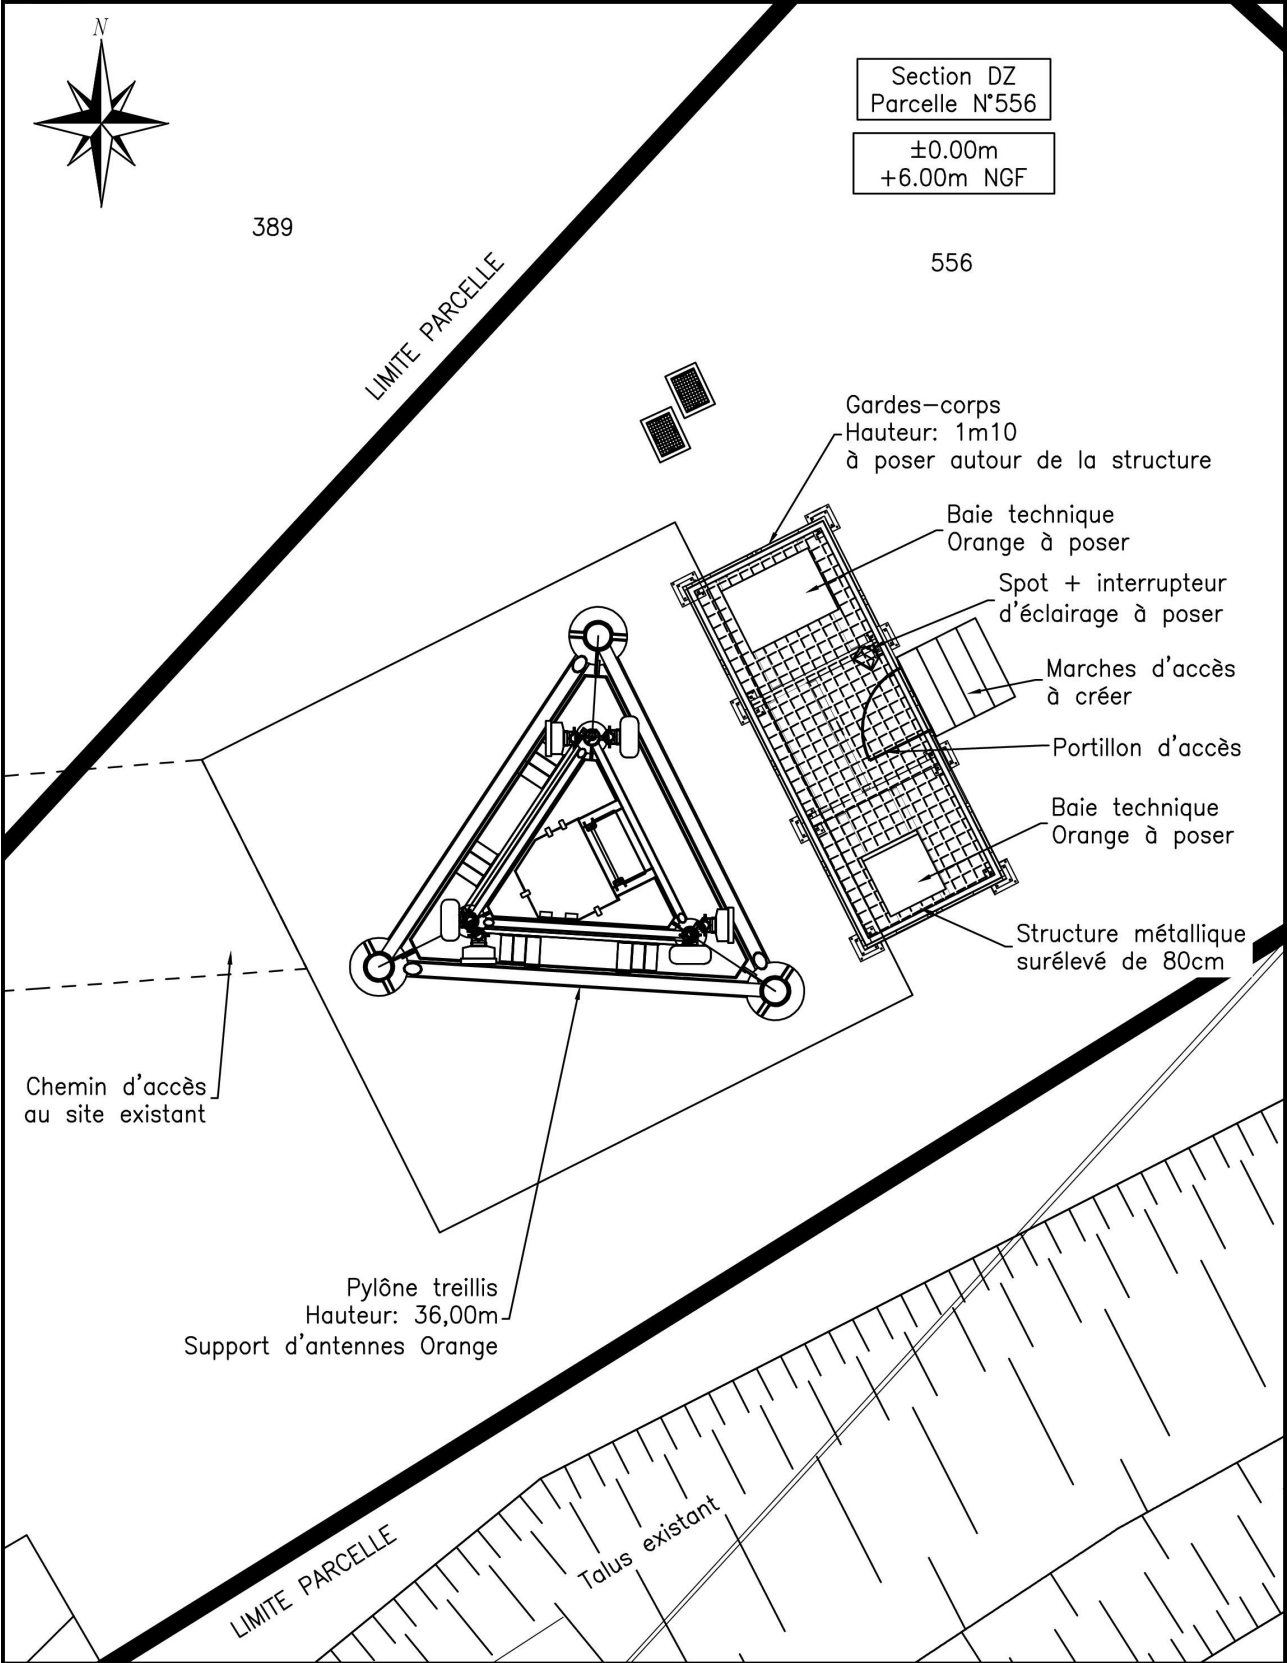 N
Section DZ
Parcelle N°556
±0.00m
+6.00m NGF
389
556
LIMITE PARCELLE
Gardes-corps
Hauteur: 1m10
à poser autour de la structure
Baie technique
Orange à poser
Spot + interrupteur
d'éclairage à poser
Marches d'accès
à créer
Portillon d'accès
Baie technique
Orange à poser
Structure métallique
surélevé de 80cm
Chemin d'accès
au site existant
Pylône treillis
Hauteur: 36,00m
Support d'antennes Orange
Talus existant
LIMITE PARCELLE